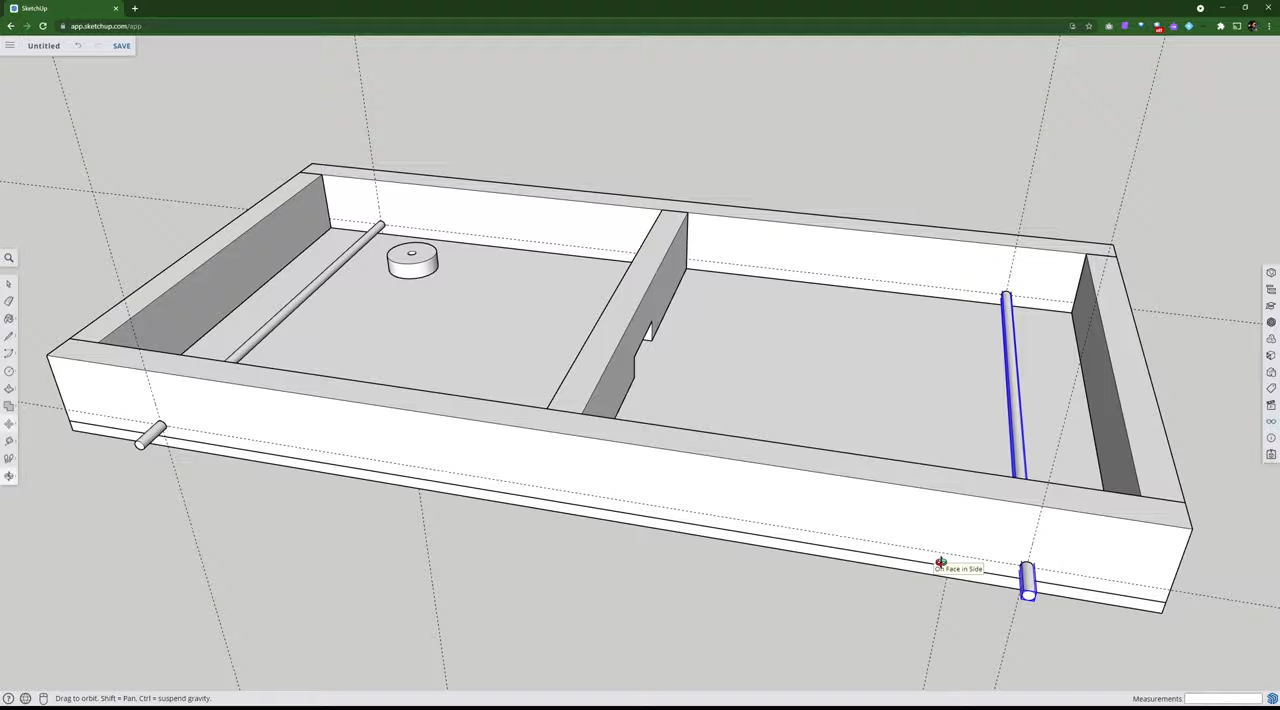 SketchUp
app.sketchup.com/app
off
Untitled
SAVE
On Face in Side
Drag to orbit, Shift = Pan, Ctrl = suspend gravity.
Measurements